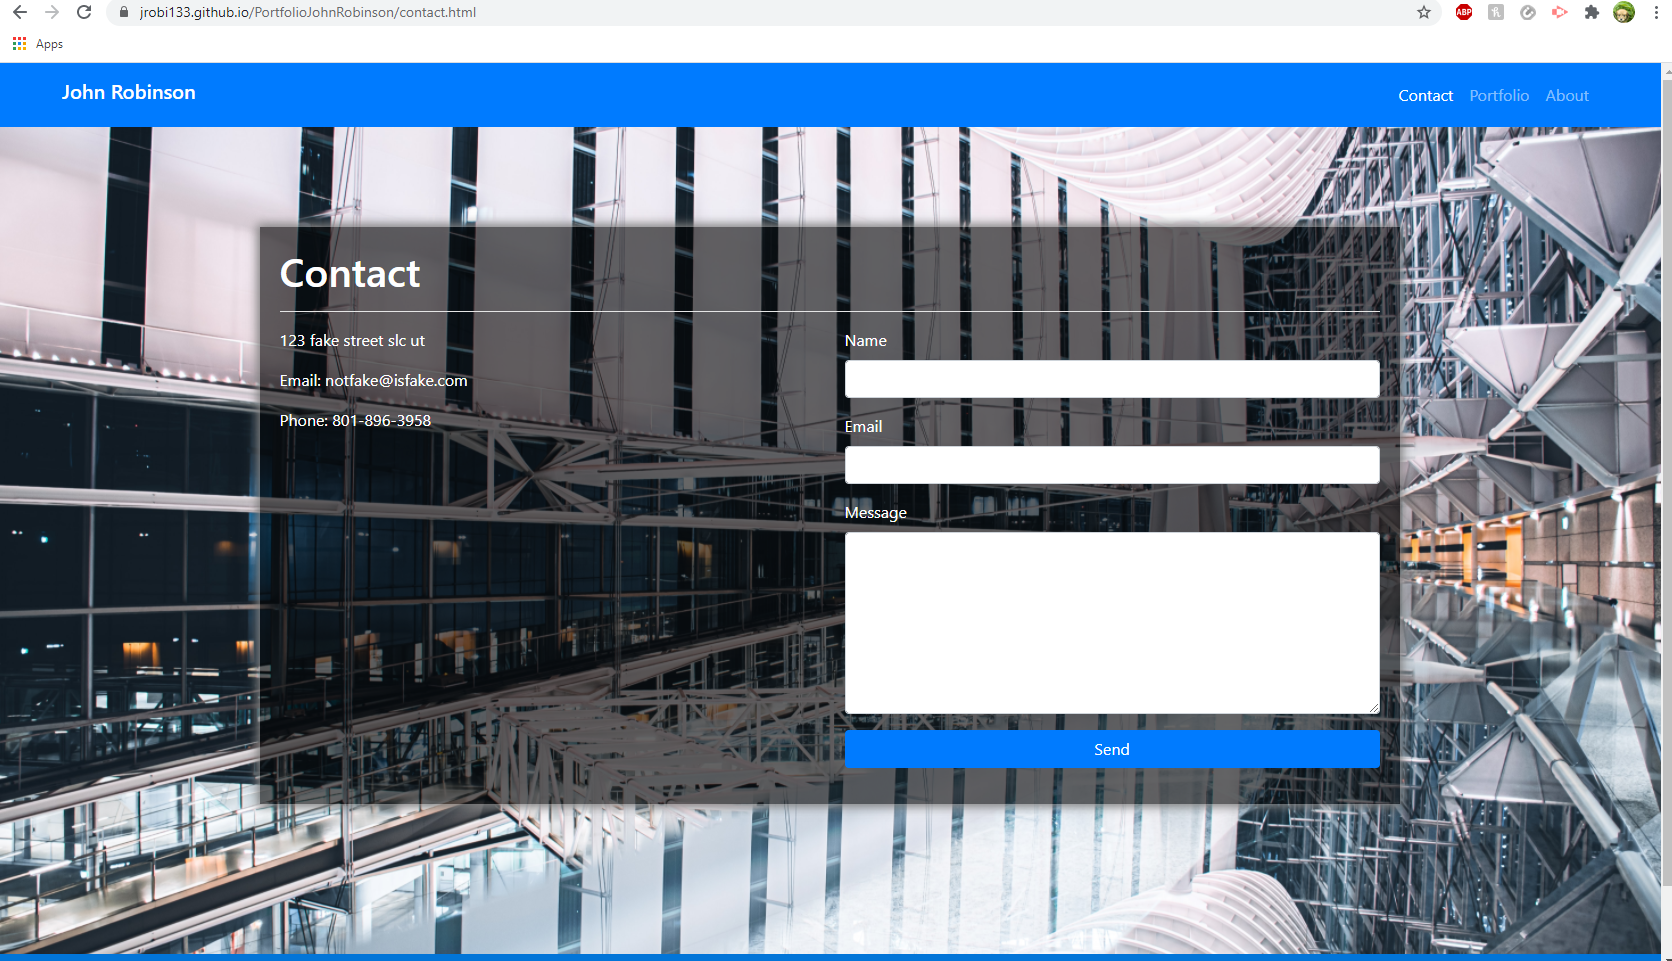 jrobi133.github.io/PortfolioJohnRobinson/contact.html
ABP
Apps
John Robinson
Contact Portfolio About
Contact
123 fake street slc ut
Email: notfake@isfake.com
Phone: 801-896-3958
Name
Email
Message
Send